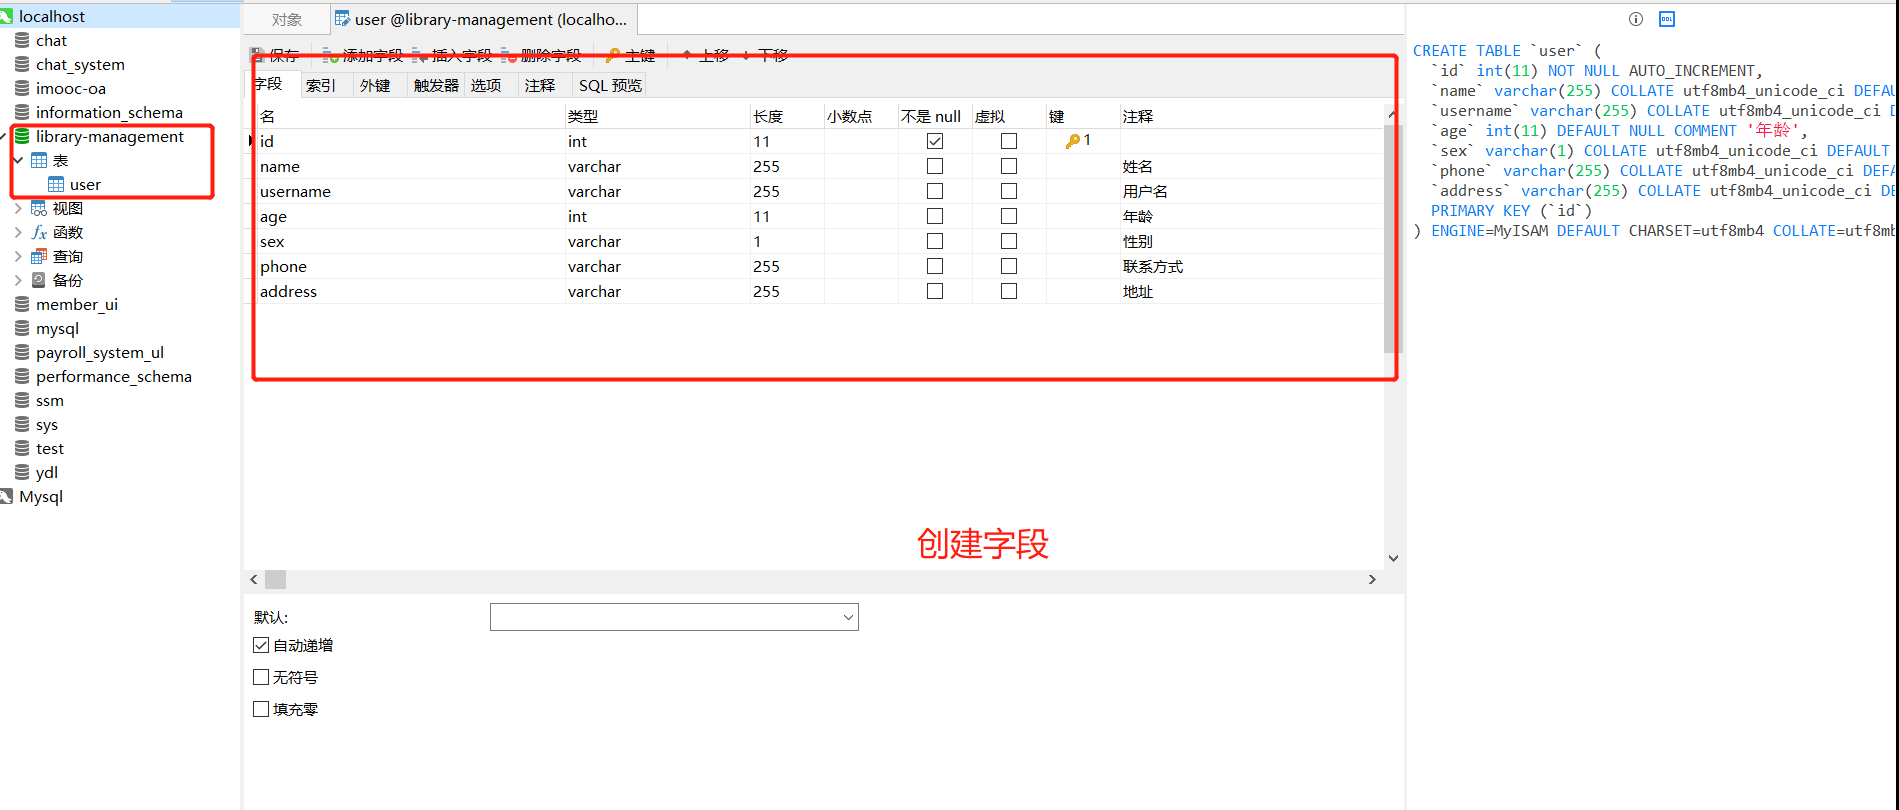 localhost
chat
chat_system
imooc-oa
information_schema
library-management
表
user
视图
函数
查询
备份
member_ui
mysql
payroll_system_ul
performance_schema
ssm
sys
test
ydl
Mysql
对象 user @library-management (localho...
保存 添加字段 插入字段 删除字段 主键 上移 下移
字段 索引 外键 触发器 选项 注释 SQL 预览
名 类型 长度 小数点 不是 null 虚拟 键 注释
id int 11 1
name varchar 255 姓名
username varchar 255 用户名
age int 11 年龄
sex varchar 1 性别
phone varchar 255 联系方式
address varchar 255 地址
创建字段
默认:
自动递增
无符号
填充零
DDL
CREATE TABLE `user` (
`id` int(11) NOT NULL AUTO_INCREMENT,
`name` varchar(255) COLLATE utf8mb4_unicode_ci DEFAU
`username` varchar(255) COLLATE utf8mb4_unicode_ci D
`age` int(11) DEFAULT NULL COMMENT '年龄',
`sex` varchar(1) COLLATE utf8mb4_unicode_ci DEFAULT
`phone` varchar(255) COLLATE utf8mb4_unicode_ci DEFA
`address` varchar(255) COLLATE utf8mb4_unicode_ci DE
PRIMARY KEY (`id`)
) ENGINE=MyISAM DEFAULT CHARSET=utf8mb4 COLLATE=utf8mb